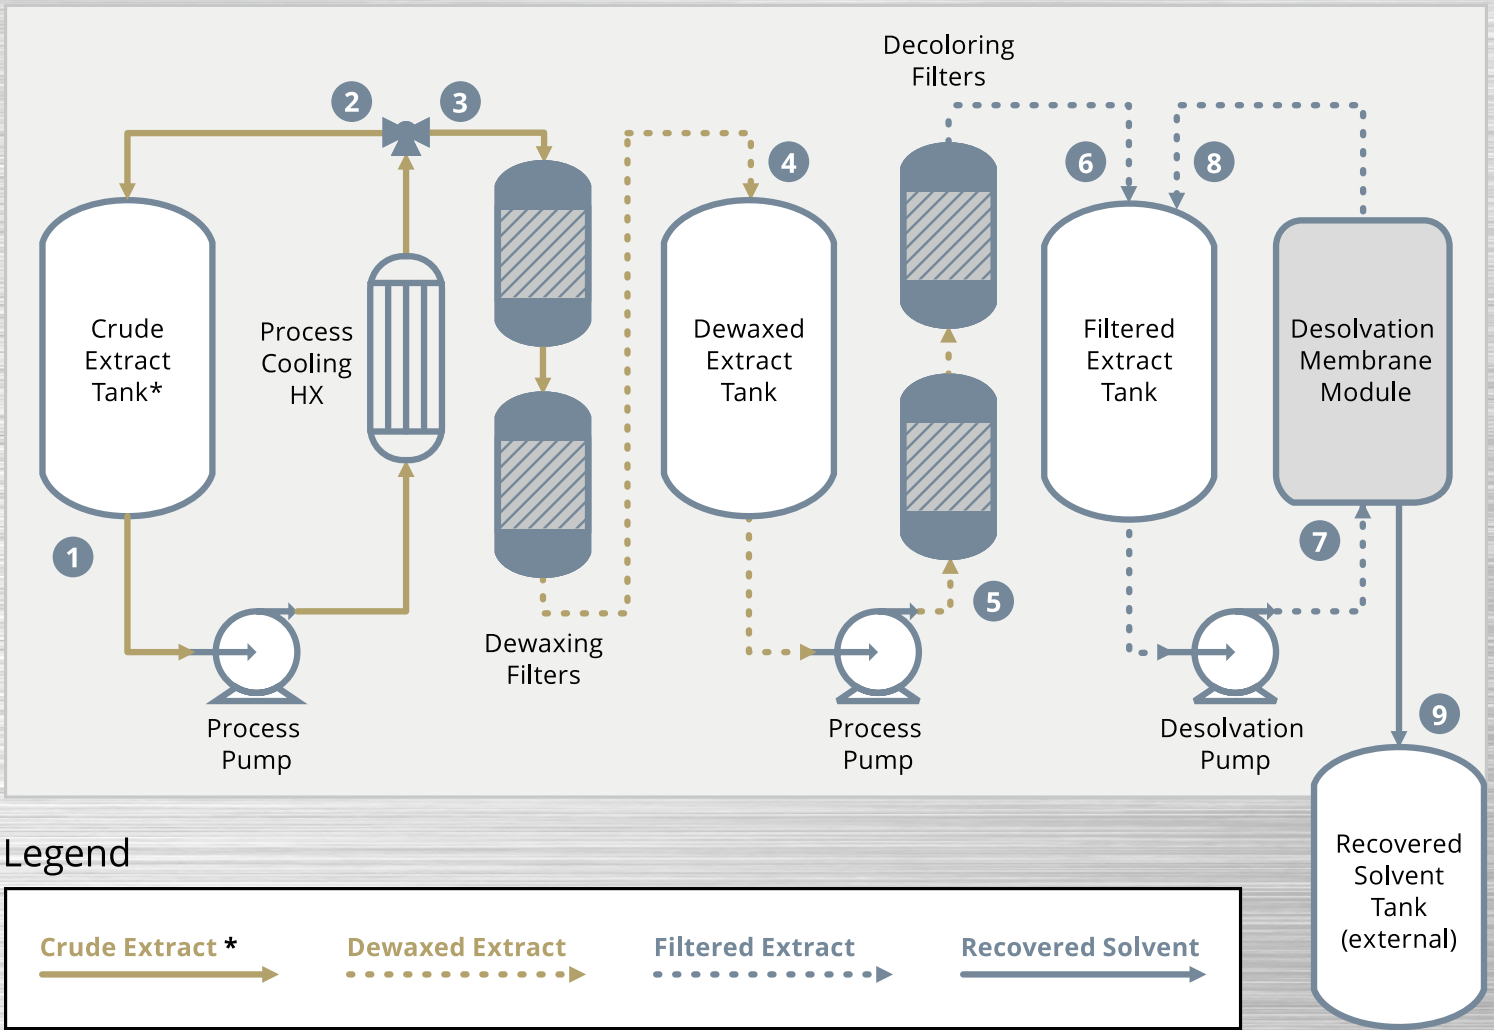 Decoloring
Filters
2
3
4
6
8
Crude
Extract
Tank*
Process
Cooling
HX
Dewaxed
Extract
Tank
Filtered
Extract
Tank
Desolvation
Membrane
Module
1
7
5
Dewaxing
Filters
Process
Pump
Process
Pump
Desolvation
Pump
9
Recovered
Solvent
Tank
(external)
Legend
Crude Extract *
Dewaxed Extract
Filtered Extract
Recovered Solvent